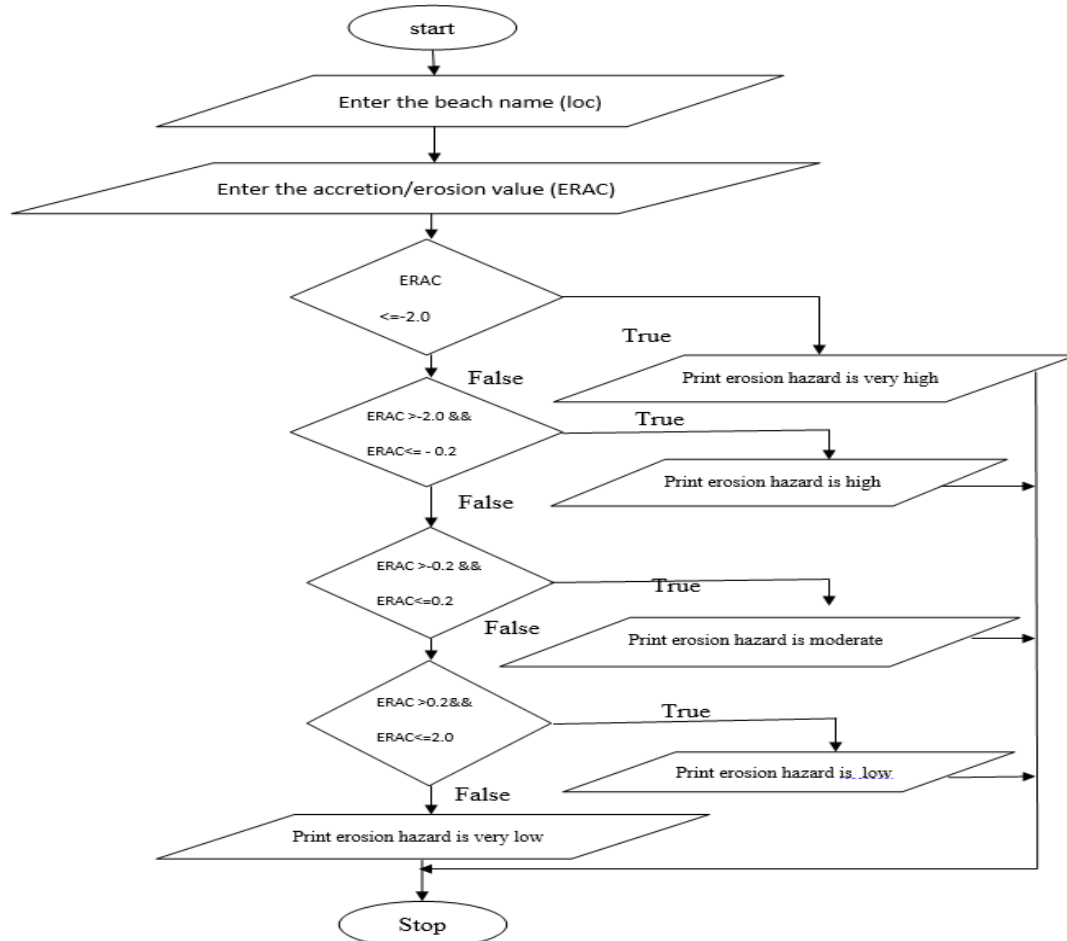 start
Enter the beach name (loc)
Enter the accretion/erosion value (ERAC)
ERAC
<=-2.0
True
Print erosion hazard is very high
False
ERAC >-2.0 &&
ERAC<= - 0.2
True
Print erosion hazard is high
False
ERAC >-0.2 &&
ERAC<=0.2
True
Print erosion hazard is moderate
False
ERAC >0.2&&
ERAC<=2.0
True
Print erosion hazard is low
False
Print erosion hazard is very low
Stop